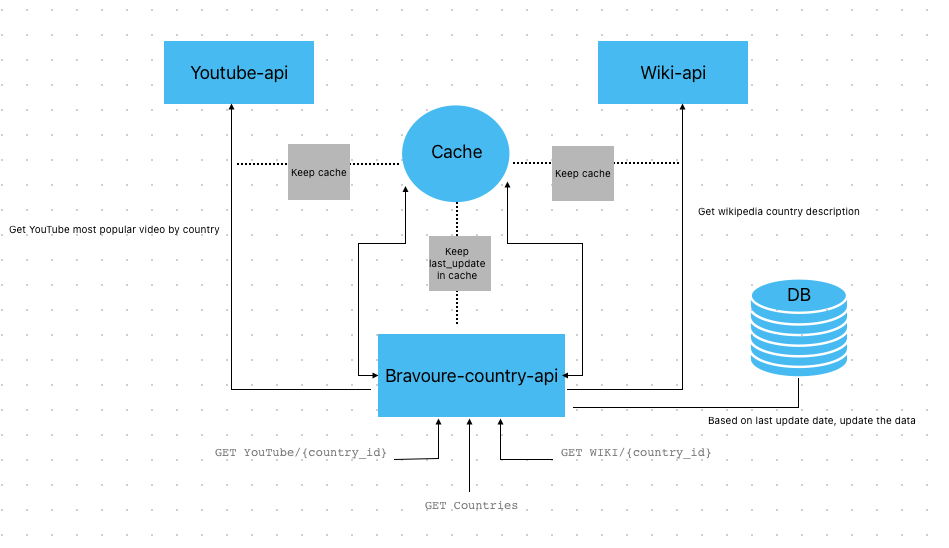 Youtube-api
Wiki-api
Cache
Keep cache
Keep cache
Get wikipedia country description
Get YouTube most popular video by country
Keep
last_update
in cache
DB
Bravoure-country-api
Based on last update date, update the data
GET YouTube/{country_id}
GET WIKI/{country_id}
GET Countries